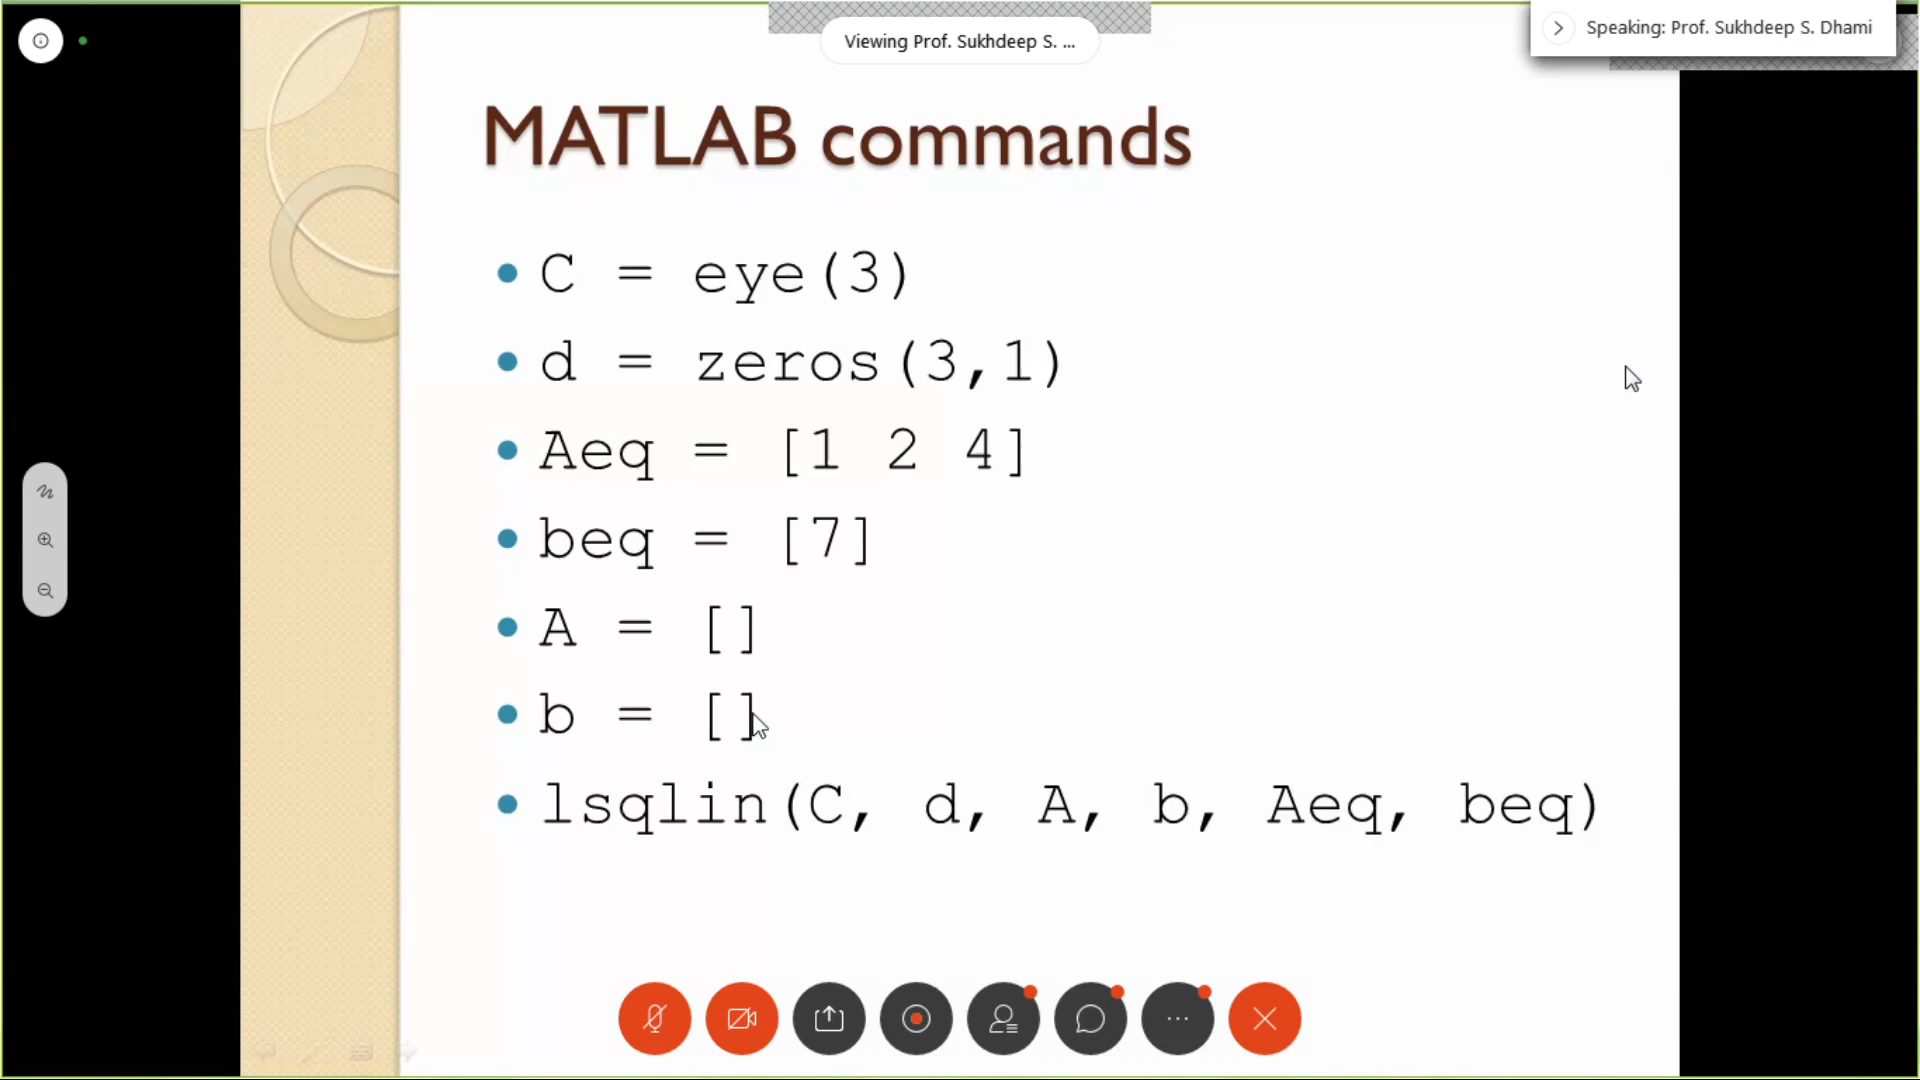 Viewing Prof. Sukhdeep S. ...
Speaking: Prof. Sukhdeep S. Dhami
MATLAB commands
C = eye(3)
d = zeros(3,1)
Aeq = [1 2 4]
beq = [7]
A = []
b = []
lsqlin(C, d, A, b, Aeq, beq)